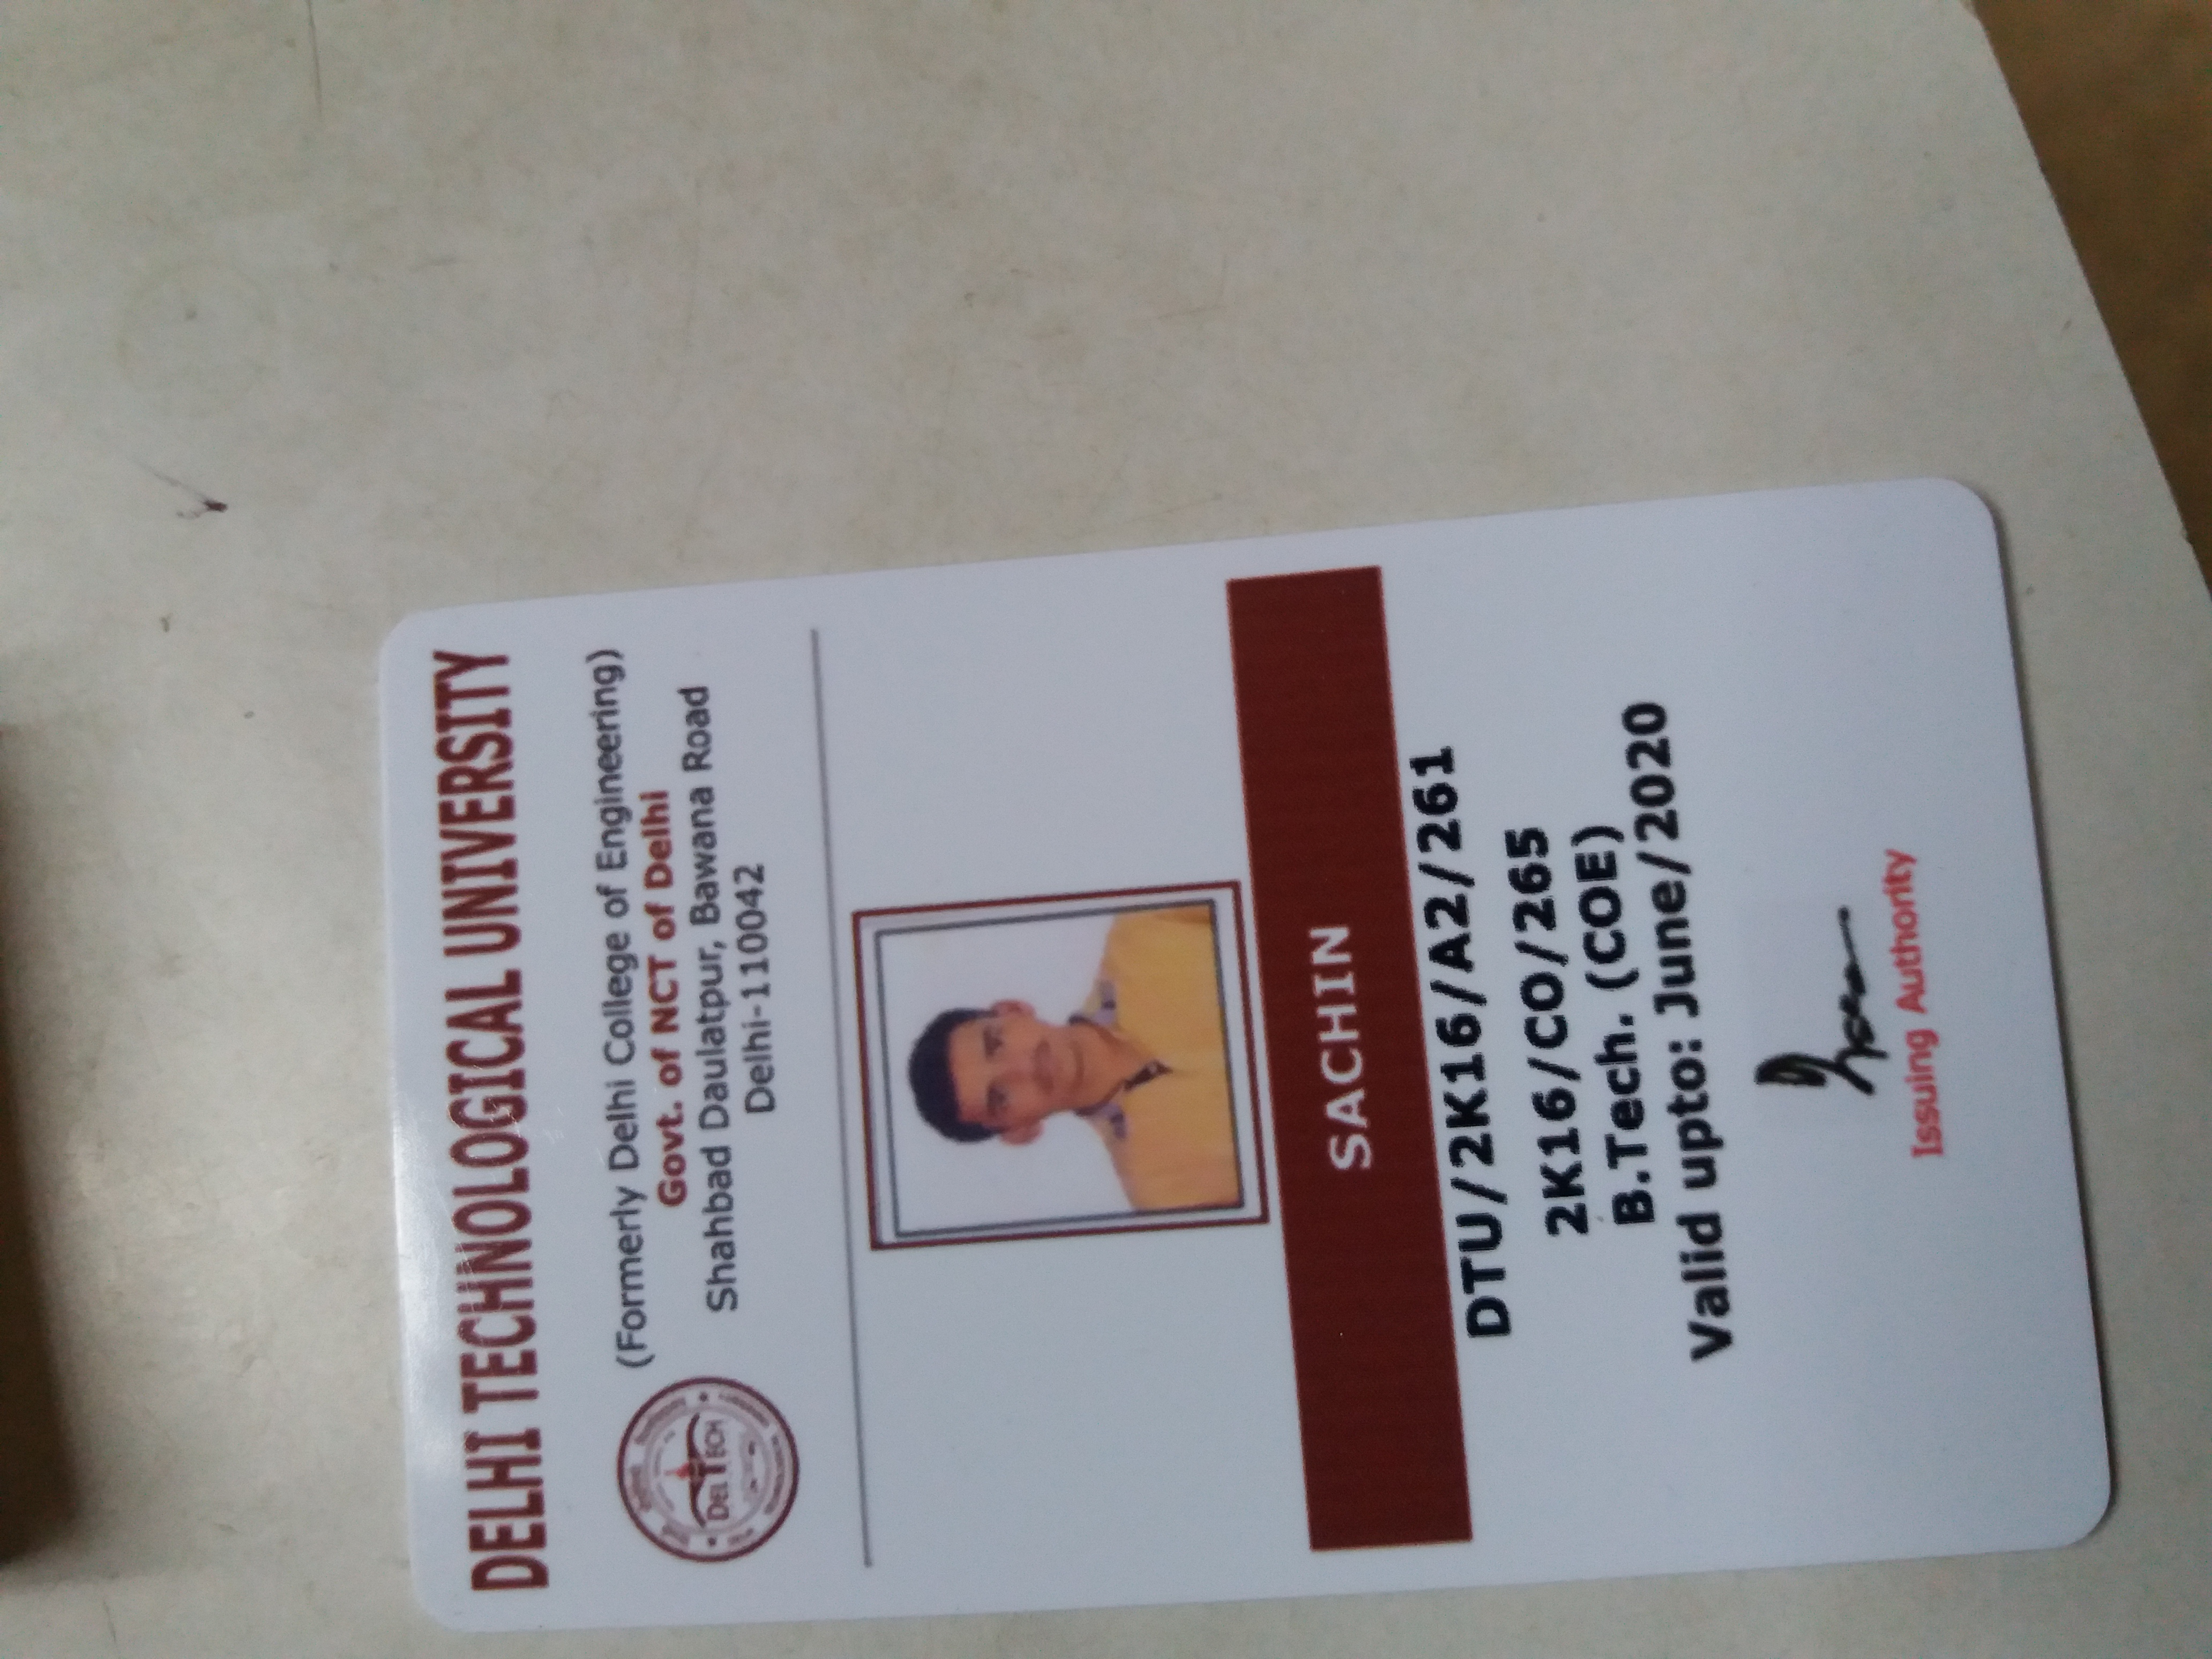 DELHI TECHNOLOGICAL UNIVERSITY
(Formerly Delhi College of Engineering)
Govt. of NCT of Delhi
Shahbad Daulatpur, Bawana Road
Delhi-110042
DELTECH
SACHIN
DTU/2K16/A2/261
2K16/CO/265
B.Tech. (COE)
Valid upto: June/2020
Issuing Authority